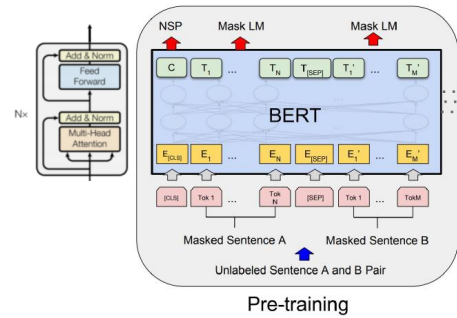 NSP Mask LM Mask LM
C T1 ... TN T[SEP] T1' ... TM'
BERT
E[CLS] E1 ... EN E[SEP] E1' ... EM'
[CLS] Tok 1 ... Tok N [SEP] Tok 1 ... TokM
Masked Sentence A Masked Sentence B
Unlabeled Sentence A and B Pair
Pre-training
Nx
Add & Norm
Feed
Forward
Add & Norm
Multi-Head
Attention